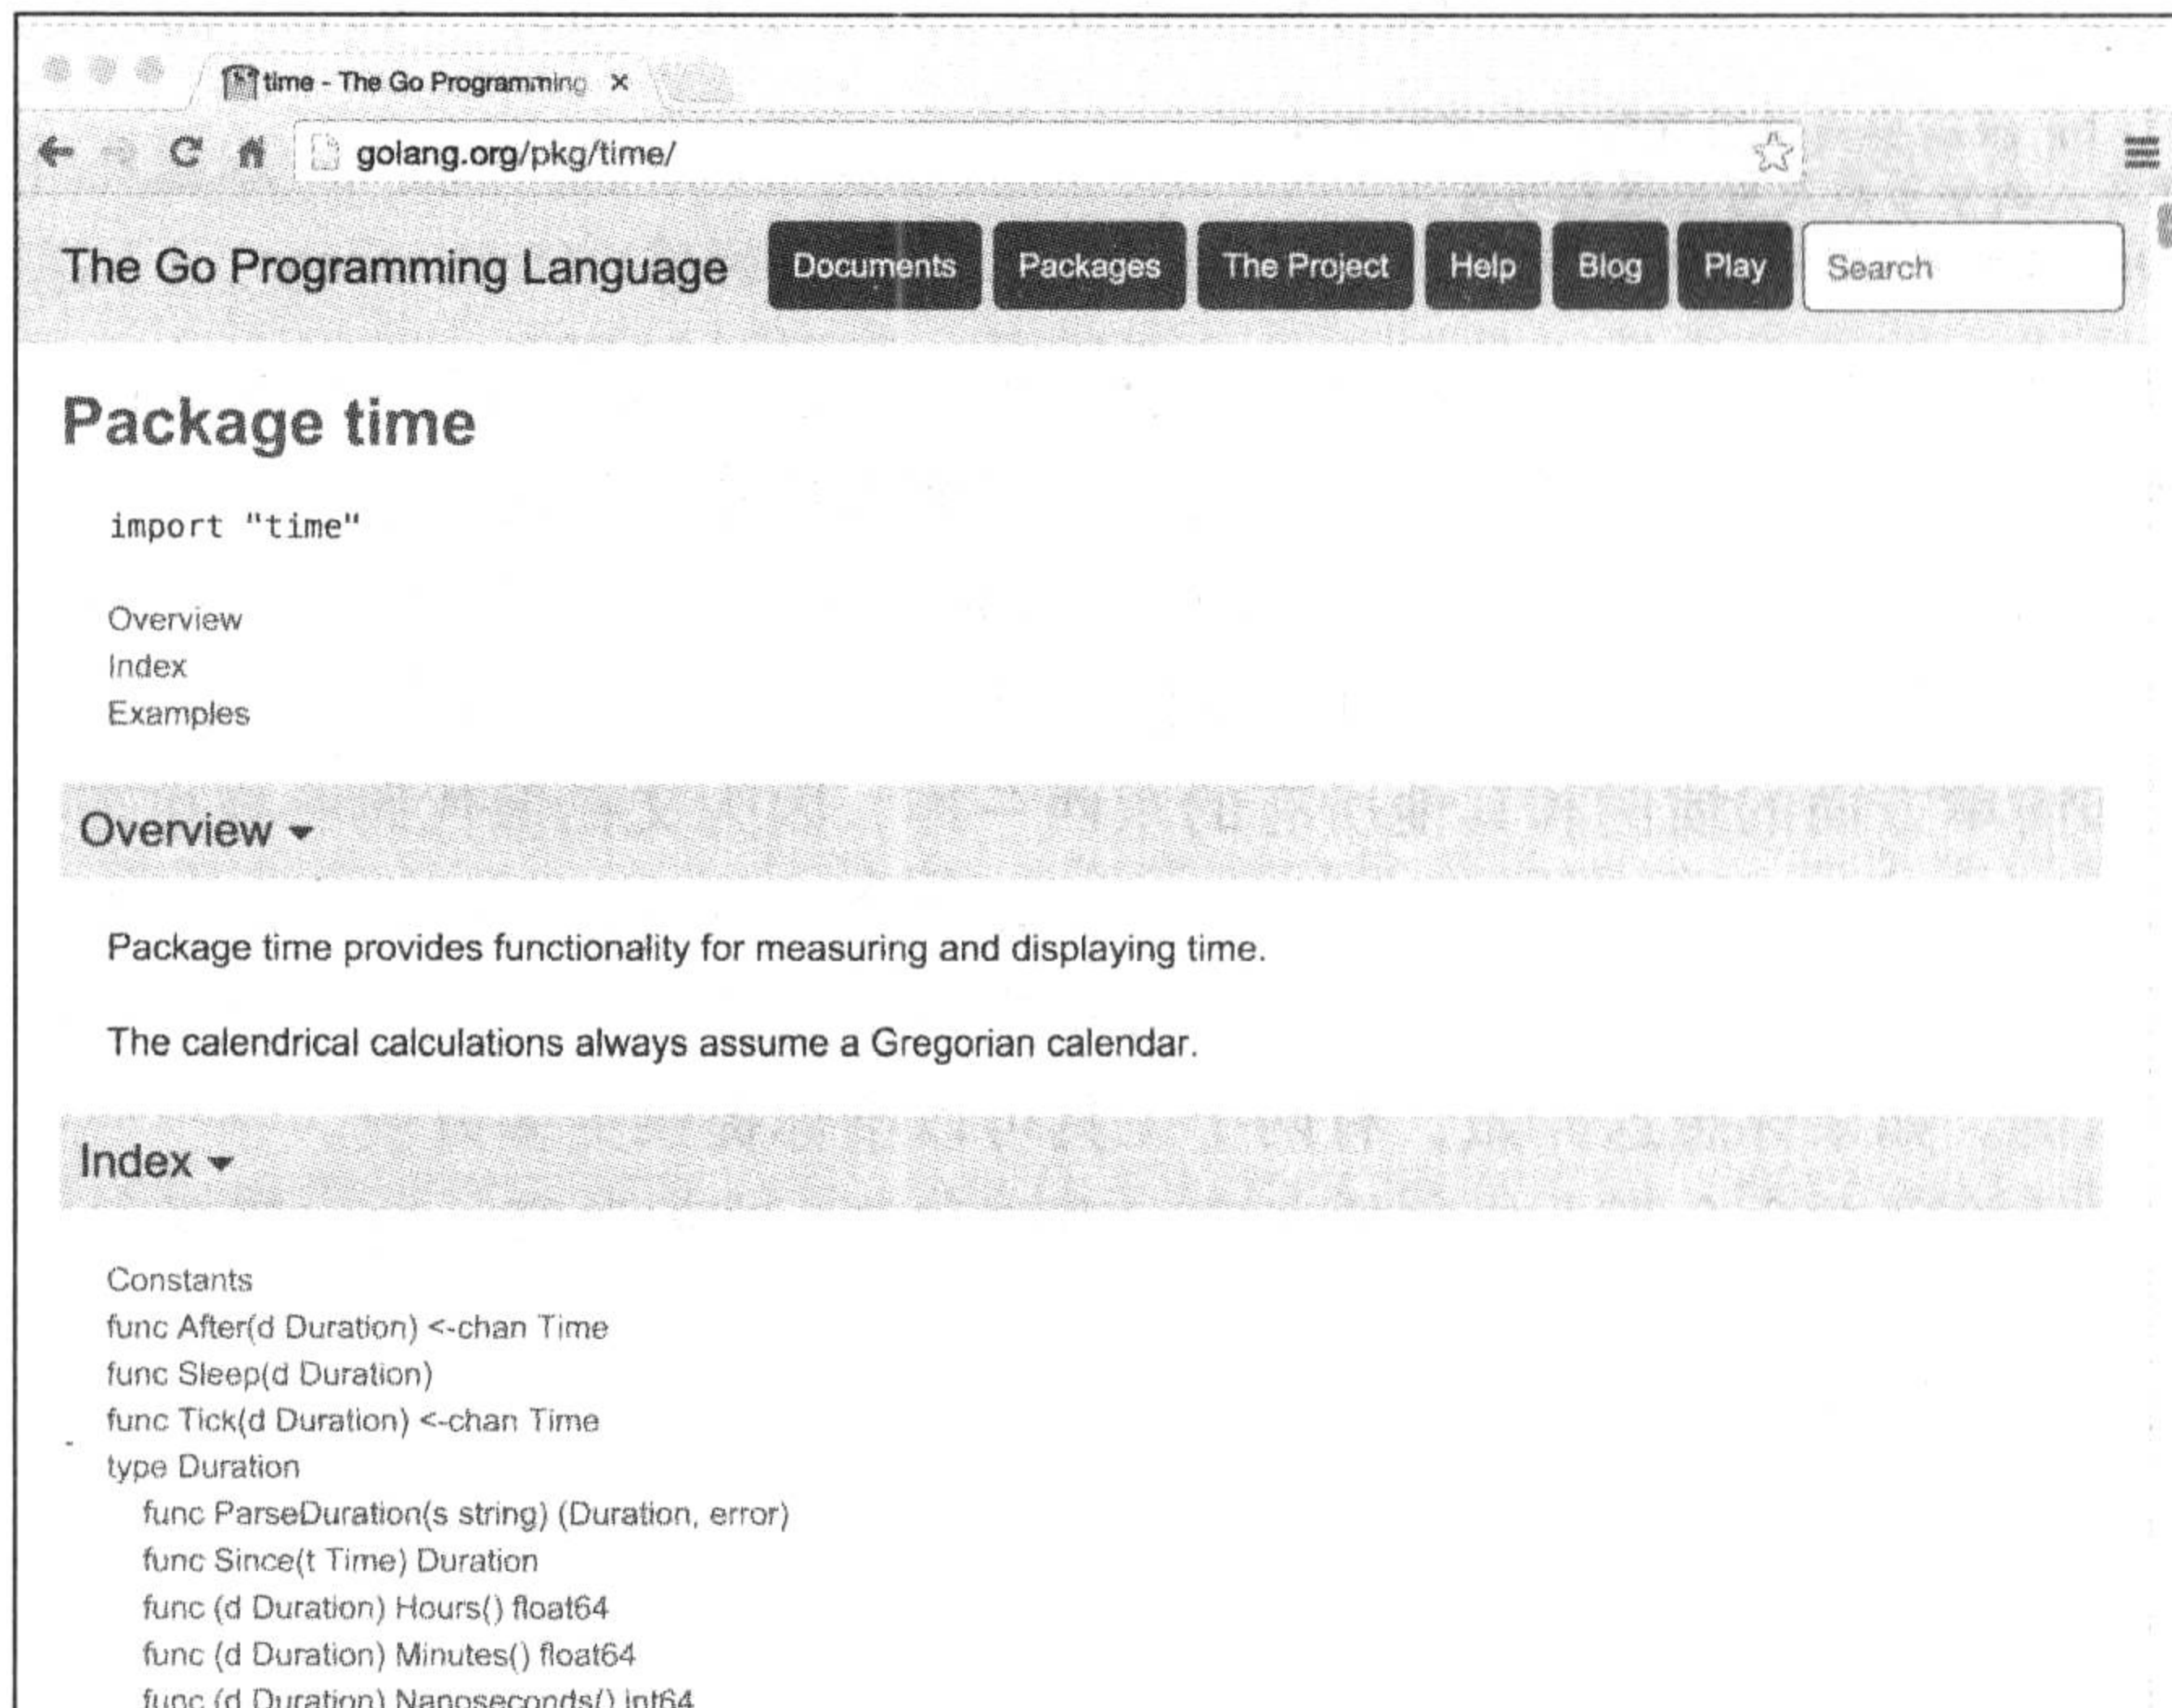 time - The Go Programming ×
golang.org/pkg/time/
The Go Programming Language Documents Packages The Project Help Blog Play Search
Package time
import "time"
Overview
Index
Examples
Overview
Package time provides functionality for measuring and displaying time.
The calendrical calculations always assume a Gregorian calendar.
Index
Constants
func After(d Duration) <-chan Time
func Sleep(d Duration)
func Tick(d Duration) <-chan Time
type Duration
func ParseDuration(s string) (Duration, error)
func Since(t Time) Duration
func (d Duration) Hours() float64
func (d Duration) Minutes() float64
func (d Duration) Nanoseconds() int64